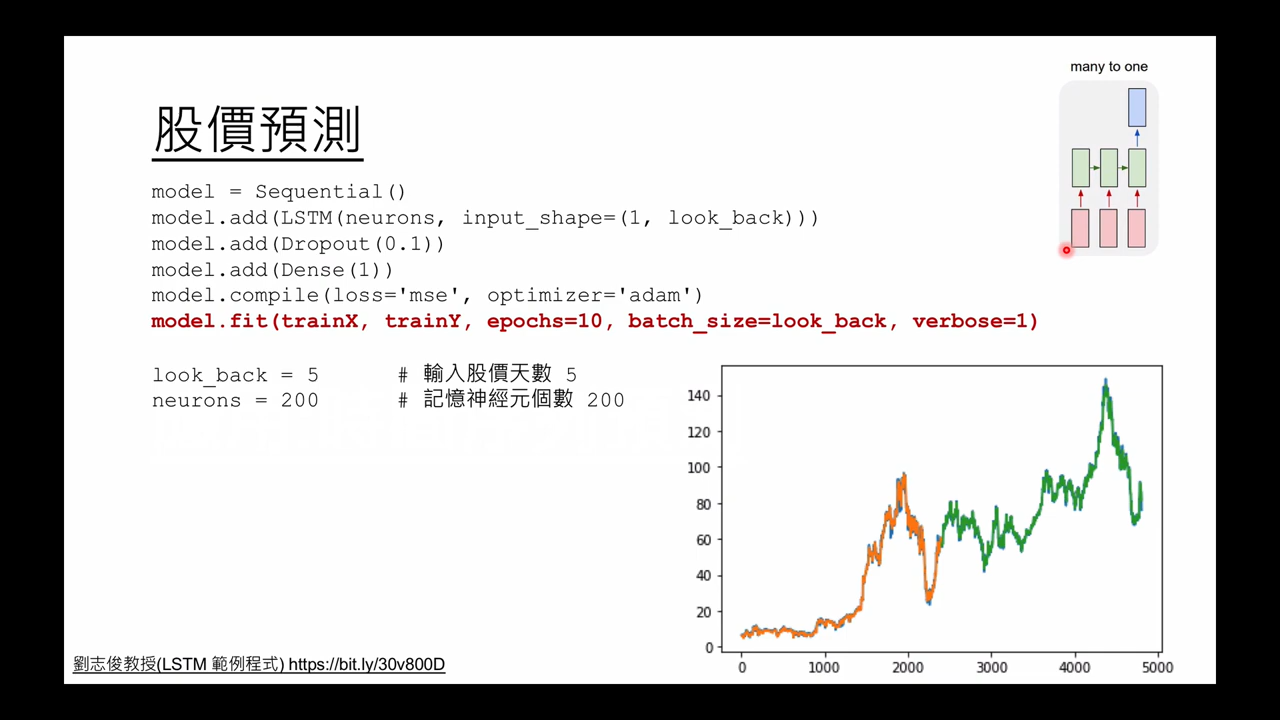 many to one
股價預測
model = Sequential()
model.add(LSTM(neurons, input_shape=(1, look_back)))
model.add(Dropout(0.1))
model.add(Dense(1))
model.compile(loss='mse', optimizer='adam')
model.fit(trainX, trainY, epochs=10, batch_size=look_back, verbose=1)
look_back = 5 # 輸入股價天數 5
neurons = 200 # 記憶神經元個數 200
140
120
100
80
60
40
20
0
0 1000 2000 3000 4000 5000
劉志俊教授(LSTM 範例程式) https://bit.ly/30v800D